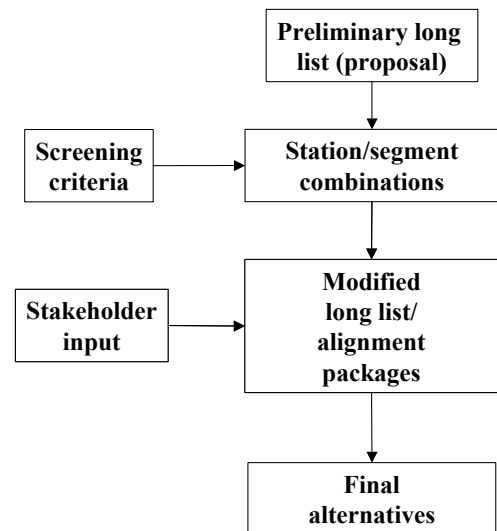 Preliminary long
list (proposal)
Screening
criteria
Station/segment
combinations
Stakeholder
input
Modified
long list/
alignment
packages
Final
alternatives